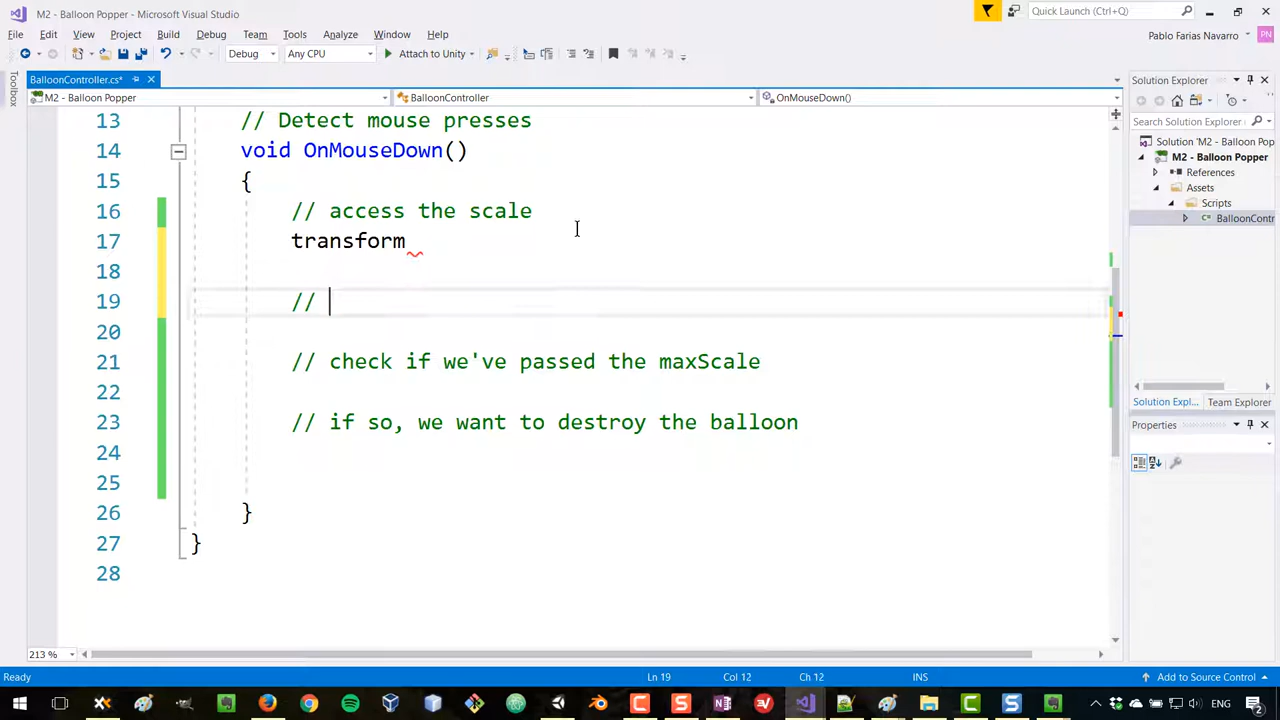 M2 - Balloon Popper - Microsoft Visual Studio
Quick Launch (Ctrl+Q)
File Edit View Project Build Debug Team Tools Analyze Window Help
Pablo Farias Navarro PN
Debug Any CPU Attach to Unity
BalloonController.cs*
Solution Explorer
M2 - Balloon Popper BalloonController OnMouseDown()
Toolbox
Search Solution Explorer
Solution 'M2 - Balloon Pop
M2 - Balloon Popper
References
Assets
Scripts
C# BalloonContr
13 // Detect mouse presses
14 void OnMouseDown()
15 {
16 // access the scale
17 transform
18
19 //
20
21 // check if we've passed the maxScale
22
23 // if so, we want to destroy the balloon
24
25
26 }
27 }
28
Solution Expl... Team Explorer
Properties
213 %
Ready Ln 19 Col 12 Ch 12 INS Add to Source Control
ENG